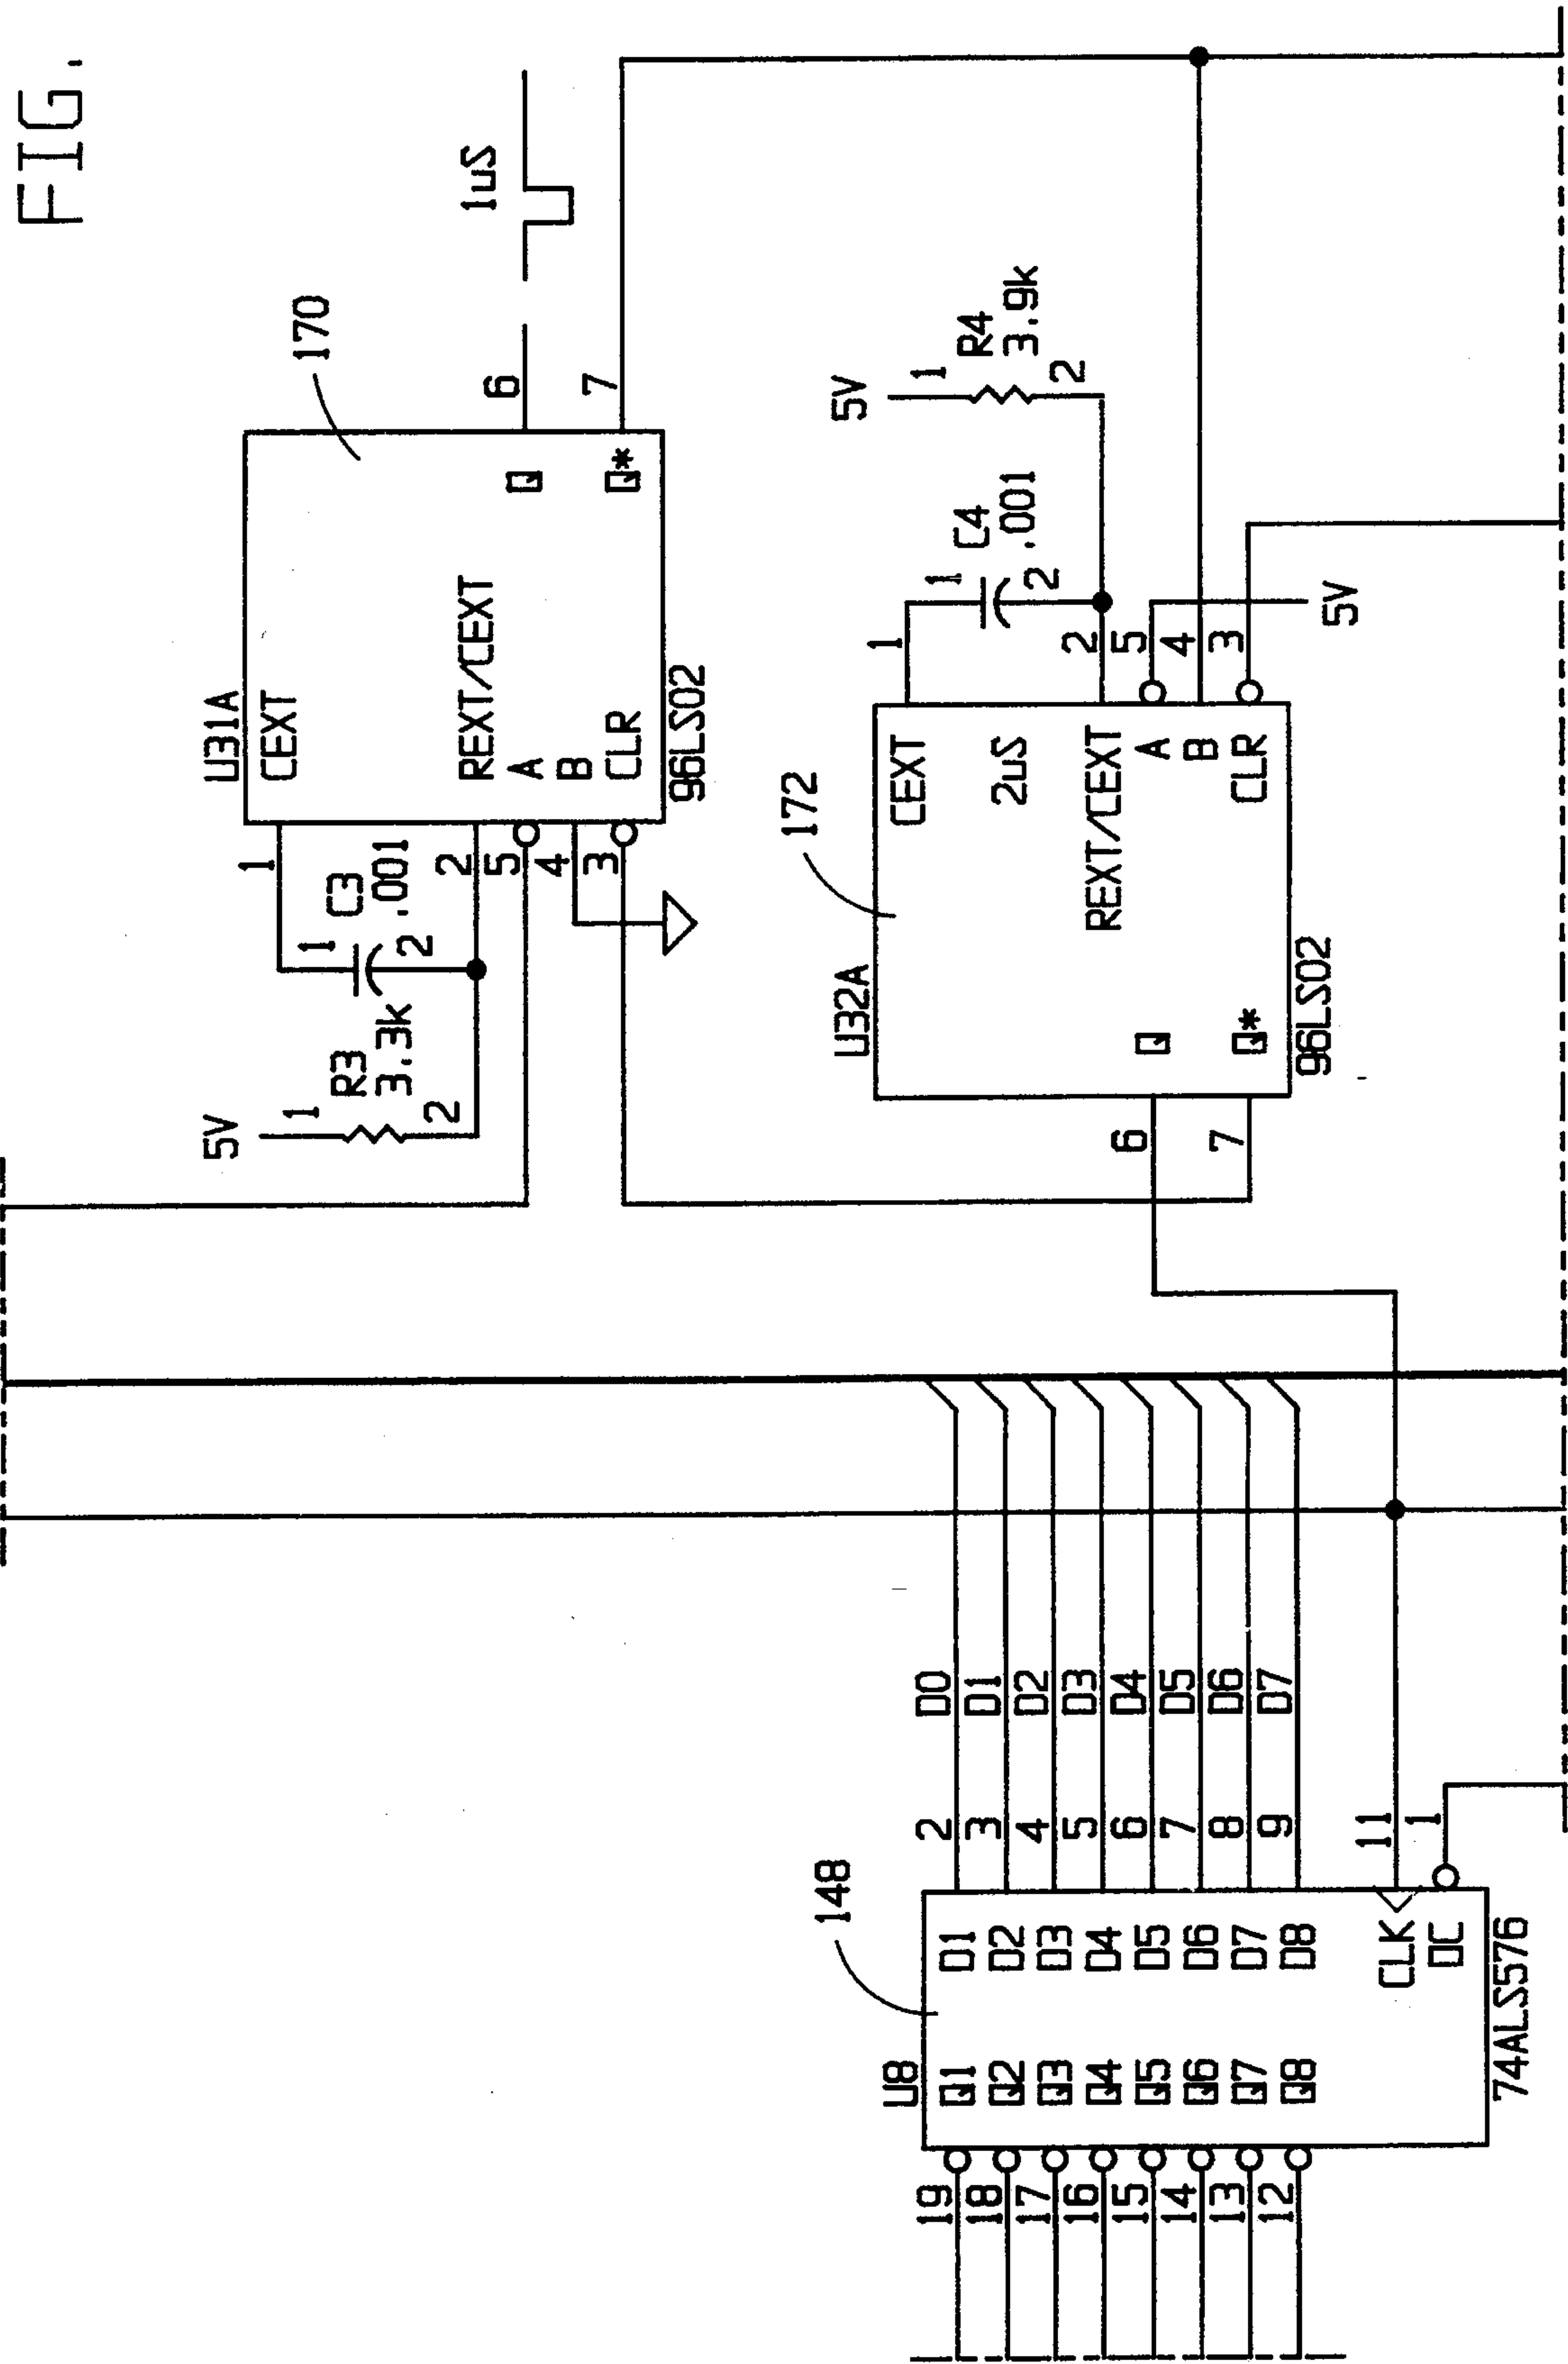 FIG.
1uS
170
U31A
CEXT
REXT/CEXT
A
B
CLR
Q
Q*
96LS02
1
2
5
4
3
6
7
5V
1
R3
3.3k
2
1
C3
.001
2
172
U32A
CEXT
2uS
REXT/CEXT
A
B
CLR
Q
Q*
96LS02
1
2
5
4
3
6
7
1
C4
.001
2
5V
1
R4
3.9k
2
5V
148
U8
Q1 D1
Q2 D2
Q3 D3
Q4 D4
Q5 D5
Q6 D6
Q7 D7
Q8 D8
CLK
OC
74ALS576
19
18
17
16
15
14
13
12
2 D0
3 D1
4 D2
5 D3
6 D4
7 D5
8 D6
9 D7
11
1